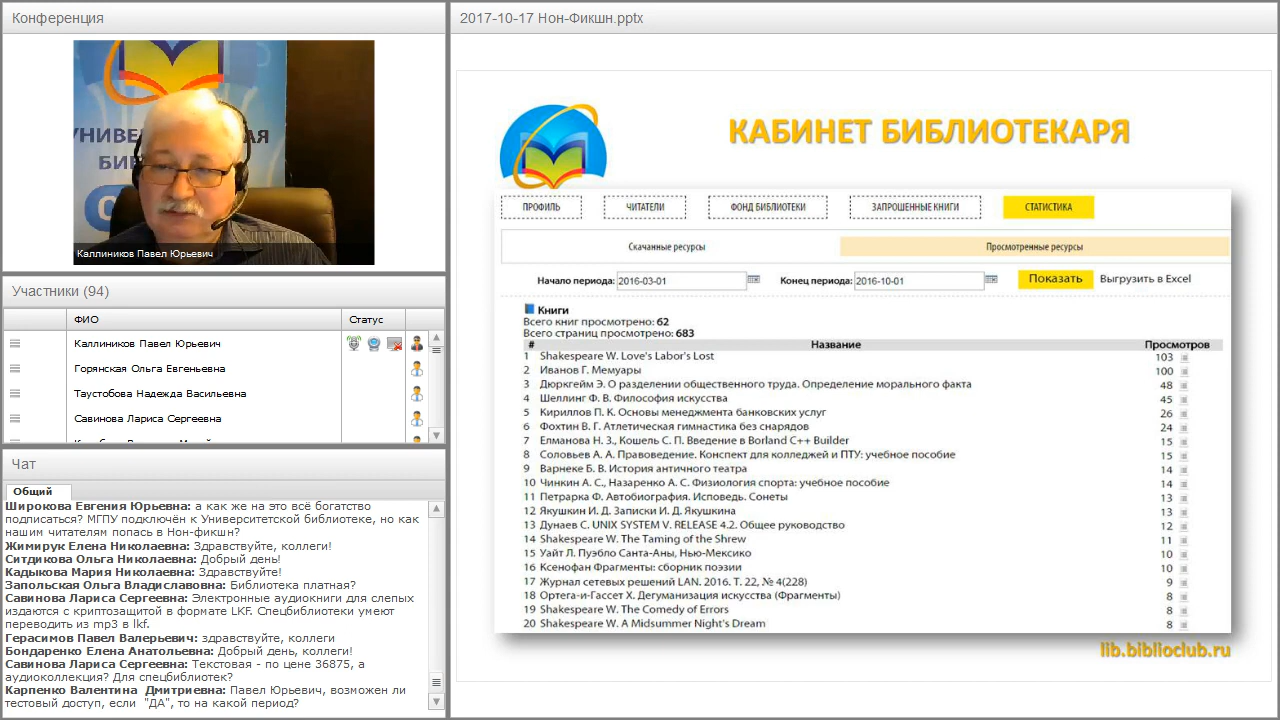 Конференция
УНИВЕ
АЯ
БИБ
Каллиников Павел Юрьевич
Участники (94)
ФИО Статус
Каллиников Павел Юрьевич
Горянская Ольга Евгеньевна
Таустобова Надежда Васильевна
Савинова Лариса Сергеевна
Чат
Общий
Широкова Евгения Юрьевна: а как же на это всё богатство
подписаться? МГПУ подключён к Университетской библиотеке, но как
нашим читателям попась в Нон-фикшн?
Жимирук Елена Николаевна: Здравствуйте, коллеги!
Ситдикова Ольга Николаевна: Добрый день!
Кадыкова Мария Николаевна: Здравствуйте!
Запольская Ольга Владиславовна: Библиотека платная?
Савинова Лариса Сергеевна: Электронные аудиокниги для слепых
издаются с криптозащитой в формате LKF. Спецбиблиотеки умеют
переводить из mp3 в lkf.
Герасимов Павел Валерьевич: здравствуйте, коллеги
Бондаренко Елена Анатольевна: Добрый день, коллеги!
Савинова Лариса Сергеевна: Текстовая - по цене 36875, а
аудиоколлекция? Для спецбиблиотек?
Карпенко Валентина Дмитриевна: Павел Юрьевич, возможен ли
тестовый доступ, если "ДА", то на какой период?
2017-10-17 Нон-Фикшн.pptx
КАБИНЕТ БИБЛИОТЕКАРЯ
ПРОФИЛЬ ЧИТАТЕЛИ ФОНД БИБЛИОТЕКИ ЗАПРОШЕННЫЕ КНИГИ СТАТИСТИКА
Скачанные ресурсы Просмотренные ресурсы
Начало периода: 2016-03-01 Конец периода: 2016-10-01 Показать Выгрузить в Excel
Книги
Всего книг просмотрено: 62
Всего страниц просмотрено: 683
# Название Просмотров
1 Shakespeare W. Love's Labor's Lost 103
2 Иванов Г. Мемуары 100
3 Дюркгейм Э. О разделении общественного труда. Определение морального факта 48
4 Шеллинг Ф. В. Философия искусства 45
5 Кириллов П. К. Основы менеджмента банковских услуг 26
6 Фохтин В. Г. Атлетическая гимнастика без снарядов 24
7 Елманова Н. З., Кошель С. П. Введение в Borland C++ Builder 15
8 Соловьев А. А. Правоведение. Конспект для колледжей и ПТУ: учебное пособие 15
9 Варнеке Б. В. История античного театра 14
10 Чинкин А. С., Назаренко А. С. Физиология спорта: учебное пособие 14
11 Петрарка Ф. Автобиография. Исповедь. Сонеты 13
12 Якушкин И. Д. Записки И. Д. Якушкина 13
13 Дунаев С. UNIX SYSTEM V. RELEASE 4.2. Общее руководство 12
14 Shakespeare W. The Taming of the Shrew 11
15 Уайт Л. Пуэбло Санта-Аны, Нью-Мексико 10
16 Ксенофан Фрагменты: сборник поэзии 10
17 Журнал сетевых решений LAN. 2016. Т. 22, № 4(228) 9
18 Ортега-и-Гассет Х. Дегуманизация искусства (Фрагменты) 8
19 Shakespeare W. The Comedy of Errors 8
20 Shakespeare W. A Midsummer Night's Dream 8
lib.biblioclub.ru